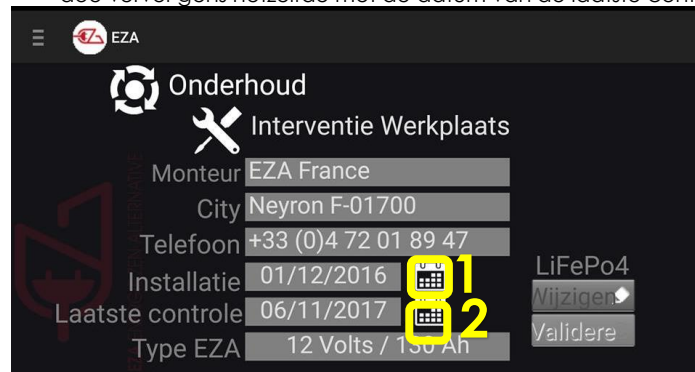 EZA
Onderhoud
Interventie Werkplaats
Monteur EZA France
City Neyron F-01700
Telefoon +33 (0)4 72 01 89 47
Installatie 01/12/2016 1
LiFePo4
Wijzigen
Laatste controle 06/11/2017 2
Validere
Type EZA 12 Volts / 130 Ah